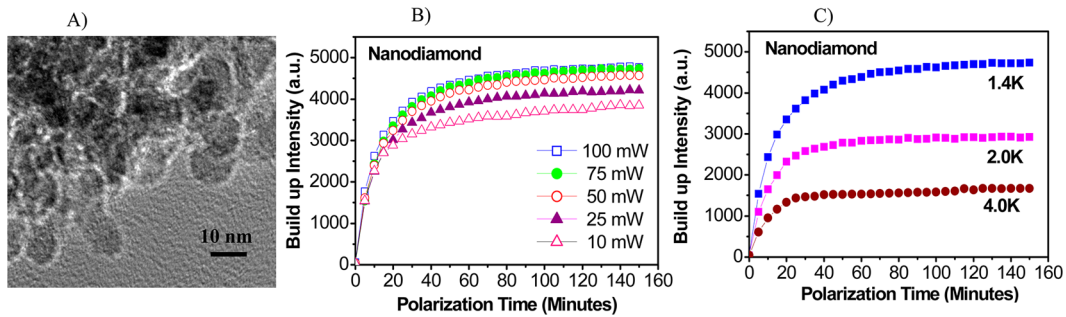 A)
10 nm
B)
Nanodiamond
Build up Intensity (a.u.)
5000
4000
3000
2000
1000
0
100 mW
75 mW
50 mW
25 mW
10 mW
0 20 40 60 80 100 120 140 160
Polarization Time (Minutes)
C)
Nanodiamond
Build up Intensity (a.u.)
5000
4000
3000
2000
1000
0
1.4K
2.0K
4.0K
0 20 40 60 80 100 120 140 160
Polarization Time (Minutes)